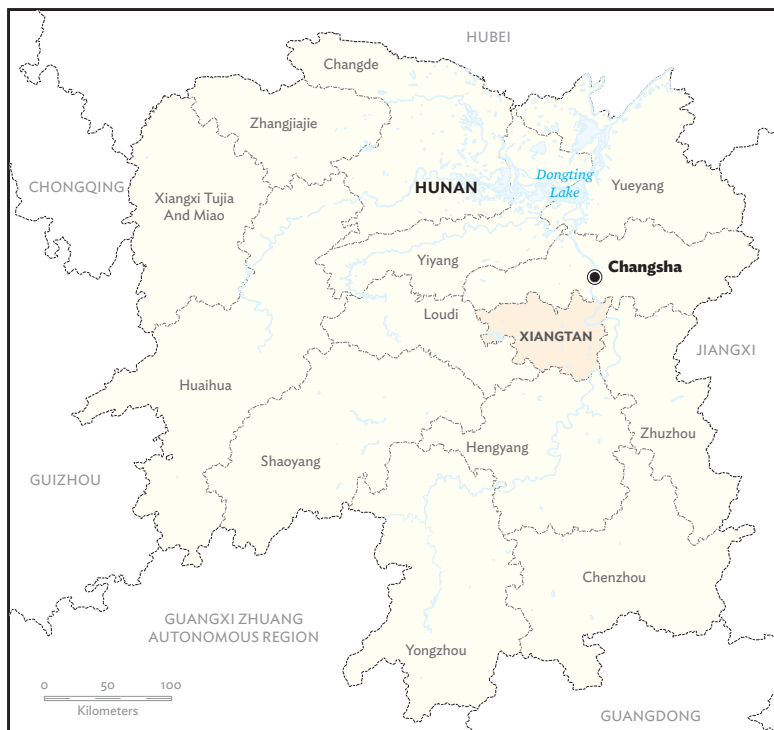 HUBEI
Changde
Zhangjiajie
CHONGQING
Xiangxi Tujia
And Miao
HUNAN
Dongting
Lake
Yueyang
Yiyang
Changsha
Loudi
XIANGTAN
JIANGXI
Huaihua
Zhuzhou
Hengyang
Shaoyang
GUIZHOU
Chenzhou
GUANGXI ZHUANG
AUTONOMOUS REGION
Yongzhou
0 50 100
Kilometers
GUANGDONG